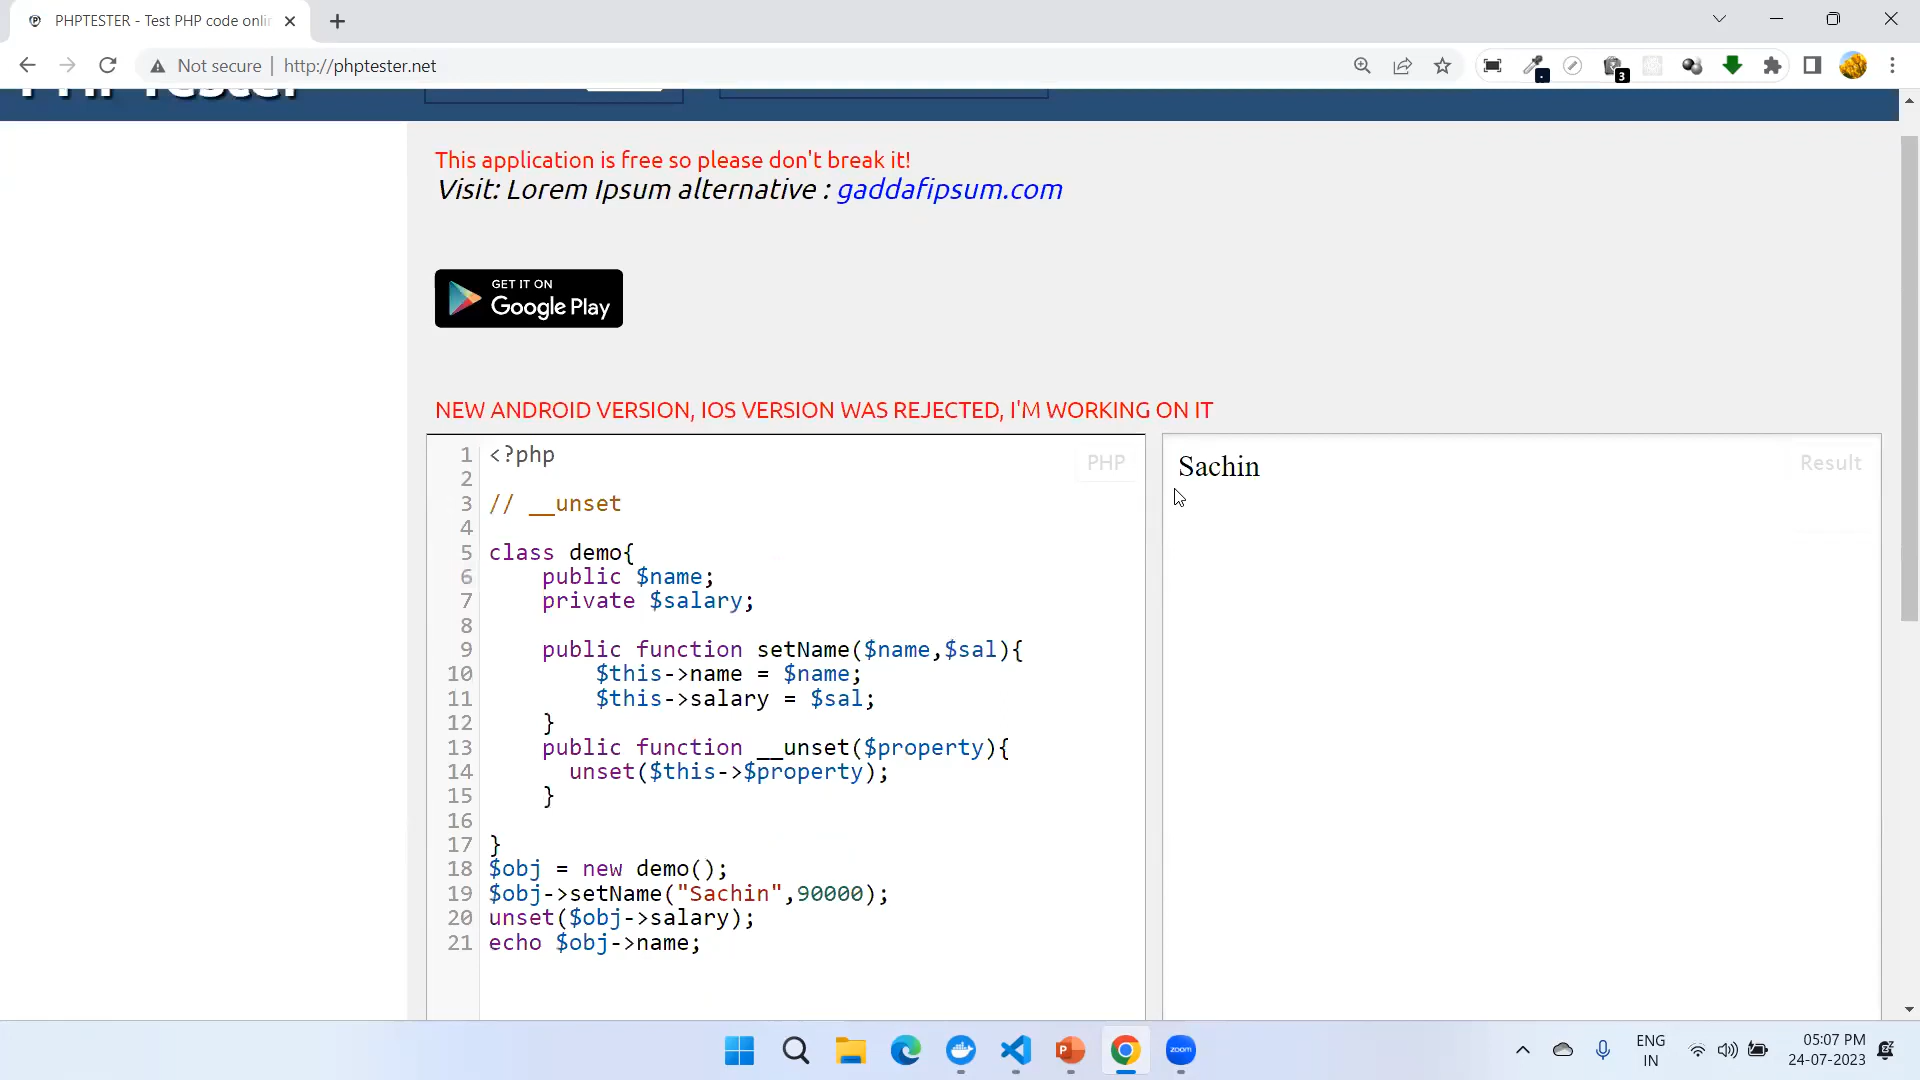 PHPTESTER - Test PHP code onlin
Not secure
http://phptester.net
3
PHP Tester
This application is free so please don't break it!
Visit: Lorem Ipsum alternative : gaddafipsum.com
GET IT ON
Google Play
NEW ANDROID VERSION, IOS VERSION WAS REJECTED, I'M WORKING ON IT
PHP
1 <?php
2
3 // __unset
4
5 class demo{
6 public $name;
7 private $salary;
8
9 public function setName($name,$sal){
10 $this->name = $name;
11 $this->salary = $sal;
12 }
13 public function __unset($property){
14 unset($this->$property);
15 }
16
17 }
18 $obj = new demo();
19 $obj->setName("Sachin",90000);
20 unset($obj->salary);
21 echo $obj->name;
Sachin
Result
zoom
ENG
IN
05:07 PM
24-07-2023